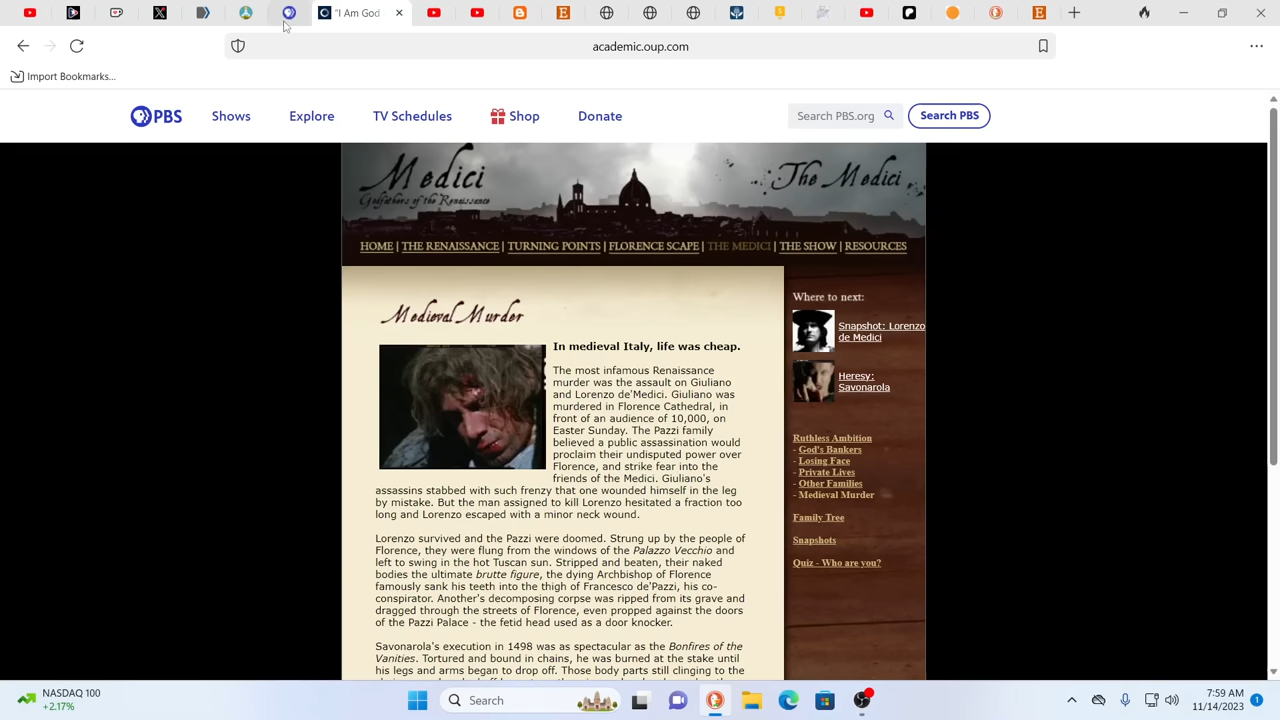 "I Am God
academic.oup.com
Import Bookmarks...
PBS Shows Explore TV Schedules Shop Donate Search PBS.org Search PBS
Medici The Medici
Godfathers of the Renaissance
HOME | THE RENAISSANCE | TURNING POINTS | FLORENCE SCAPE | THE MEDICI | THE SHOW | RESOURCES
Medieval Murder
In medieval Italy, life was cheap.
The most infamous Renaissance
murder was the assault on Giuliano
and Lorenzo de'Medici. Giuliano was
murdered in Florence Cathedral, in
front of an audience of 10,000, on
Easter Sunday. The Pazzi family
believed a public assassination would
proclaim their undisputed power over
Florence, and strike fear into the
friends of the Medici. Giuliano's
assassins stabbed with such frenzy that one wounded himself in the leg
by mistake. But the man assigned to kill Lorenzo hesitated a fraction too
long and Lorenzo escaped with a minor neck wound.
Lorenzo survived and the Pazzi were doomed. Strung up by the people of
Florence, they were flung from the windows of the Palazzo Vecchio and
left to swing in the hot Tuscan sun. Stripped and beaten, their naked
bodies the ultimate brutte figure, the dying Archbishop of Florence
famously sank his teeth into the thigh of Francesco de'Pazzi, his co-
conspirator. Another's decomposing corpse was ripped from its grave and
dragged through the streets of Florence, even propped against the doors
of the Pazzi Palace - the fetid head used as a door knocker.
Savonarola's execution in 1498 was as spectacular as the Bonfires of the
Vanities. Tortured and bound in chains, he was burned at the stake until
his legs and arms began to drop off. Those body parts still clinging to the
Where to next:
Snapshot: Lorenzo
de Medici
Heresy:
Savonarola
Ruthless Ambition
- God's Bankers
- Losing Face
- Private Lives
- Other Families
- Medieval Murder
Family Tree
Snapshots
Quiz - Who are you?
NASDAQ 100
+2.17%
Search
7:59 AM
11/14/2023
1